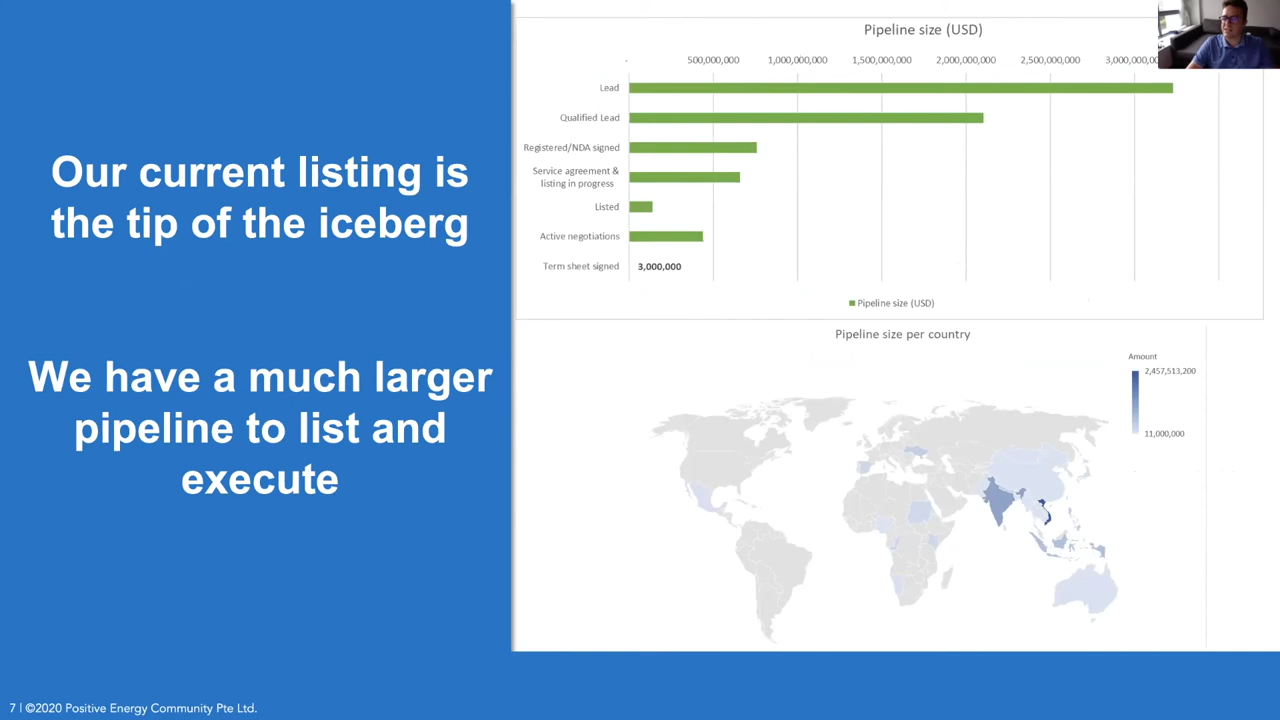 Our current listing is
the tip of the iceberg
We have a much larger
pipeline to list and
execute
Pipeline size (USD)
- 500,000,000 1,000,000,000 1,500,000,000 2,000,000,000 2,500,000,000
Lead
Qualified Lead
Registered/NDA signed
Service agreement &
listing in progress
Listed
Active negotiations
Term sheet signed 3,000,000
Pipeline size (USD)
Pipeline size per country
Amount
2,457,513,200
11,000,000
7 | ©2020 Positive Energy Community Pte Ltd.